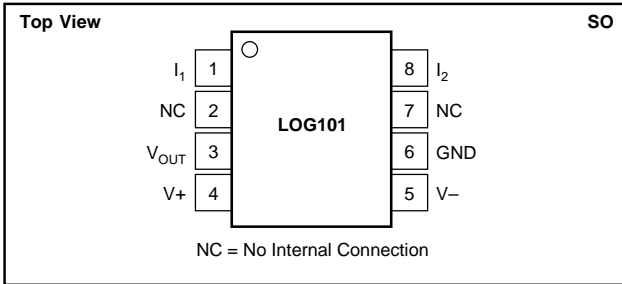 Top View SO
I1 1 8 I2
NC 2 7 NC
LOG101
VOUT 3 6 GND
V+ 4 5 V–
NC = No Internal Connection